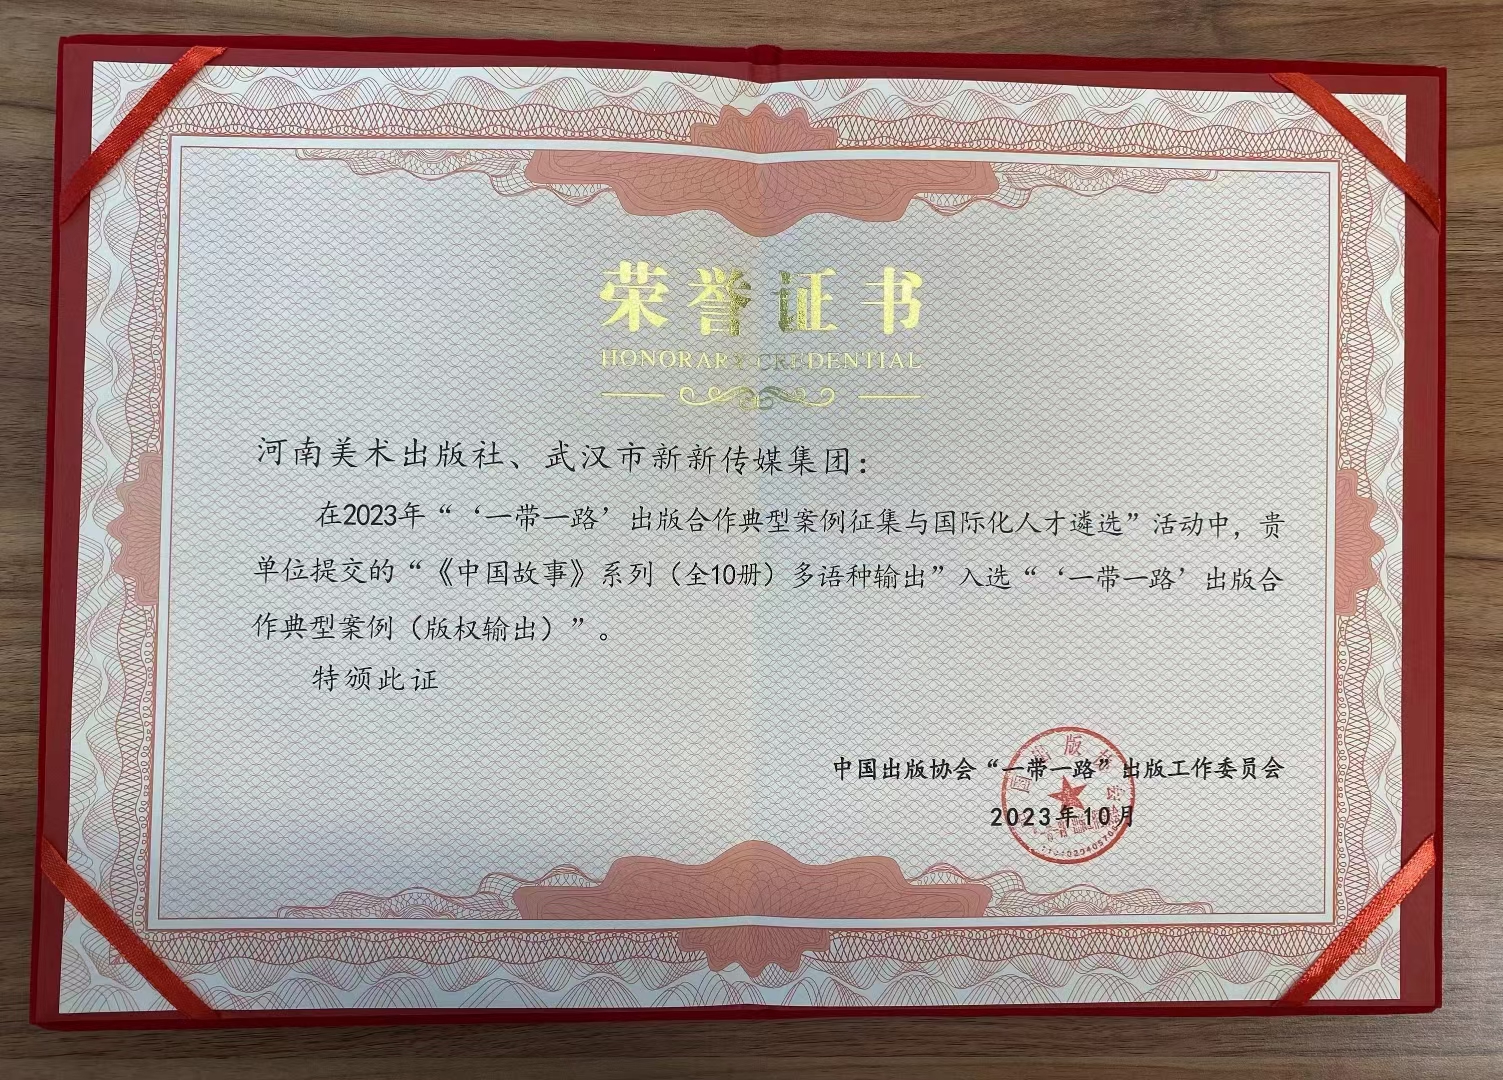 荣誉证书
HONORARY CREDENTIAL
河南美术出版社、武汉市新新传媒集团：
在2023年“‘一带一路’出版合作典型案例征集与国际化人才遴选”活动中，贵
单位提交的“《中国故事》系列（全10册）多语种输出”入选“‘一带一路’出版合
作典型案例（版权输出）”。
特颁此证
中国出版协会“一带一路”出版工作委员会
2023年10月